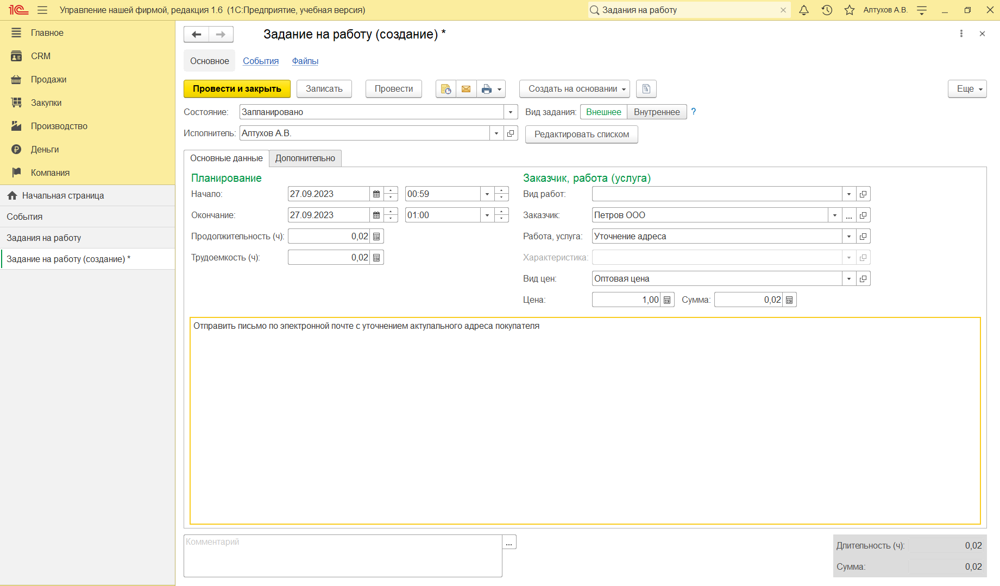 Управление нашей фирмой, редакция 1.6 (1С:Предприятие, учебная версия)
Задания на работу
Алтухов А.В.
Главное
CRM
Продажи
Закупки
Производство
Деньги
Компания
Начальная страница
События
Задания на работу
Задание на работу (создание) *
Задание на работу (создание) *
Основное События Файлы
Провести и закрыть Записать Провести Создать на основании Еще
Состояние: Запланировано Вид задания: Внешнее Внутреннее ?
Исполнитель: Алтухов А.В. Редактировать списком
Основные данные Дополнительно
Планирование
Начало: 27.09.2023 00:59
Окончание: 27.09.2023 01:00
Продолжительность (ч): 0,02
Трудоемкость (ч): 0,02
Заказчик, работа (услуга)
Вид работ:
Заказчик: Петров ООО ...
Работа, услуга: Уточнение адреса
Характеристика:
Вид цен: Оптовая цена
Цена: 1,00 Сумма: 0,02
Отправить письмо по электронной почте с уточнением актулального адреса покупателя
Комментарий ...
Длительность (ч): 0,02
Сумма: 0,02